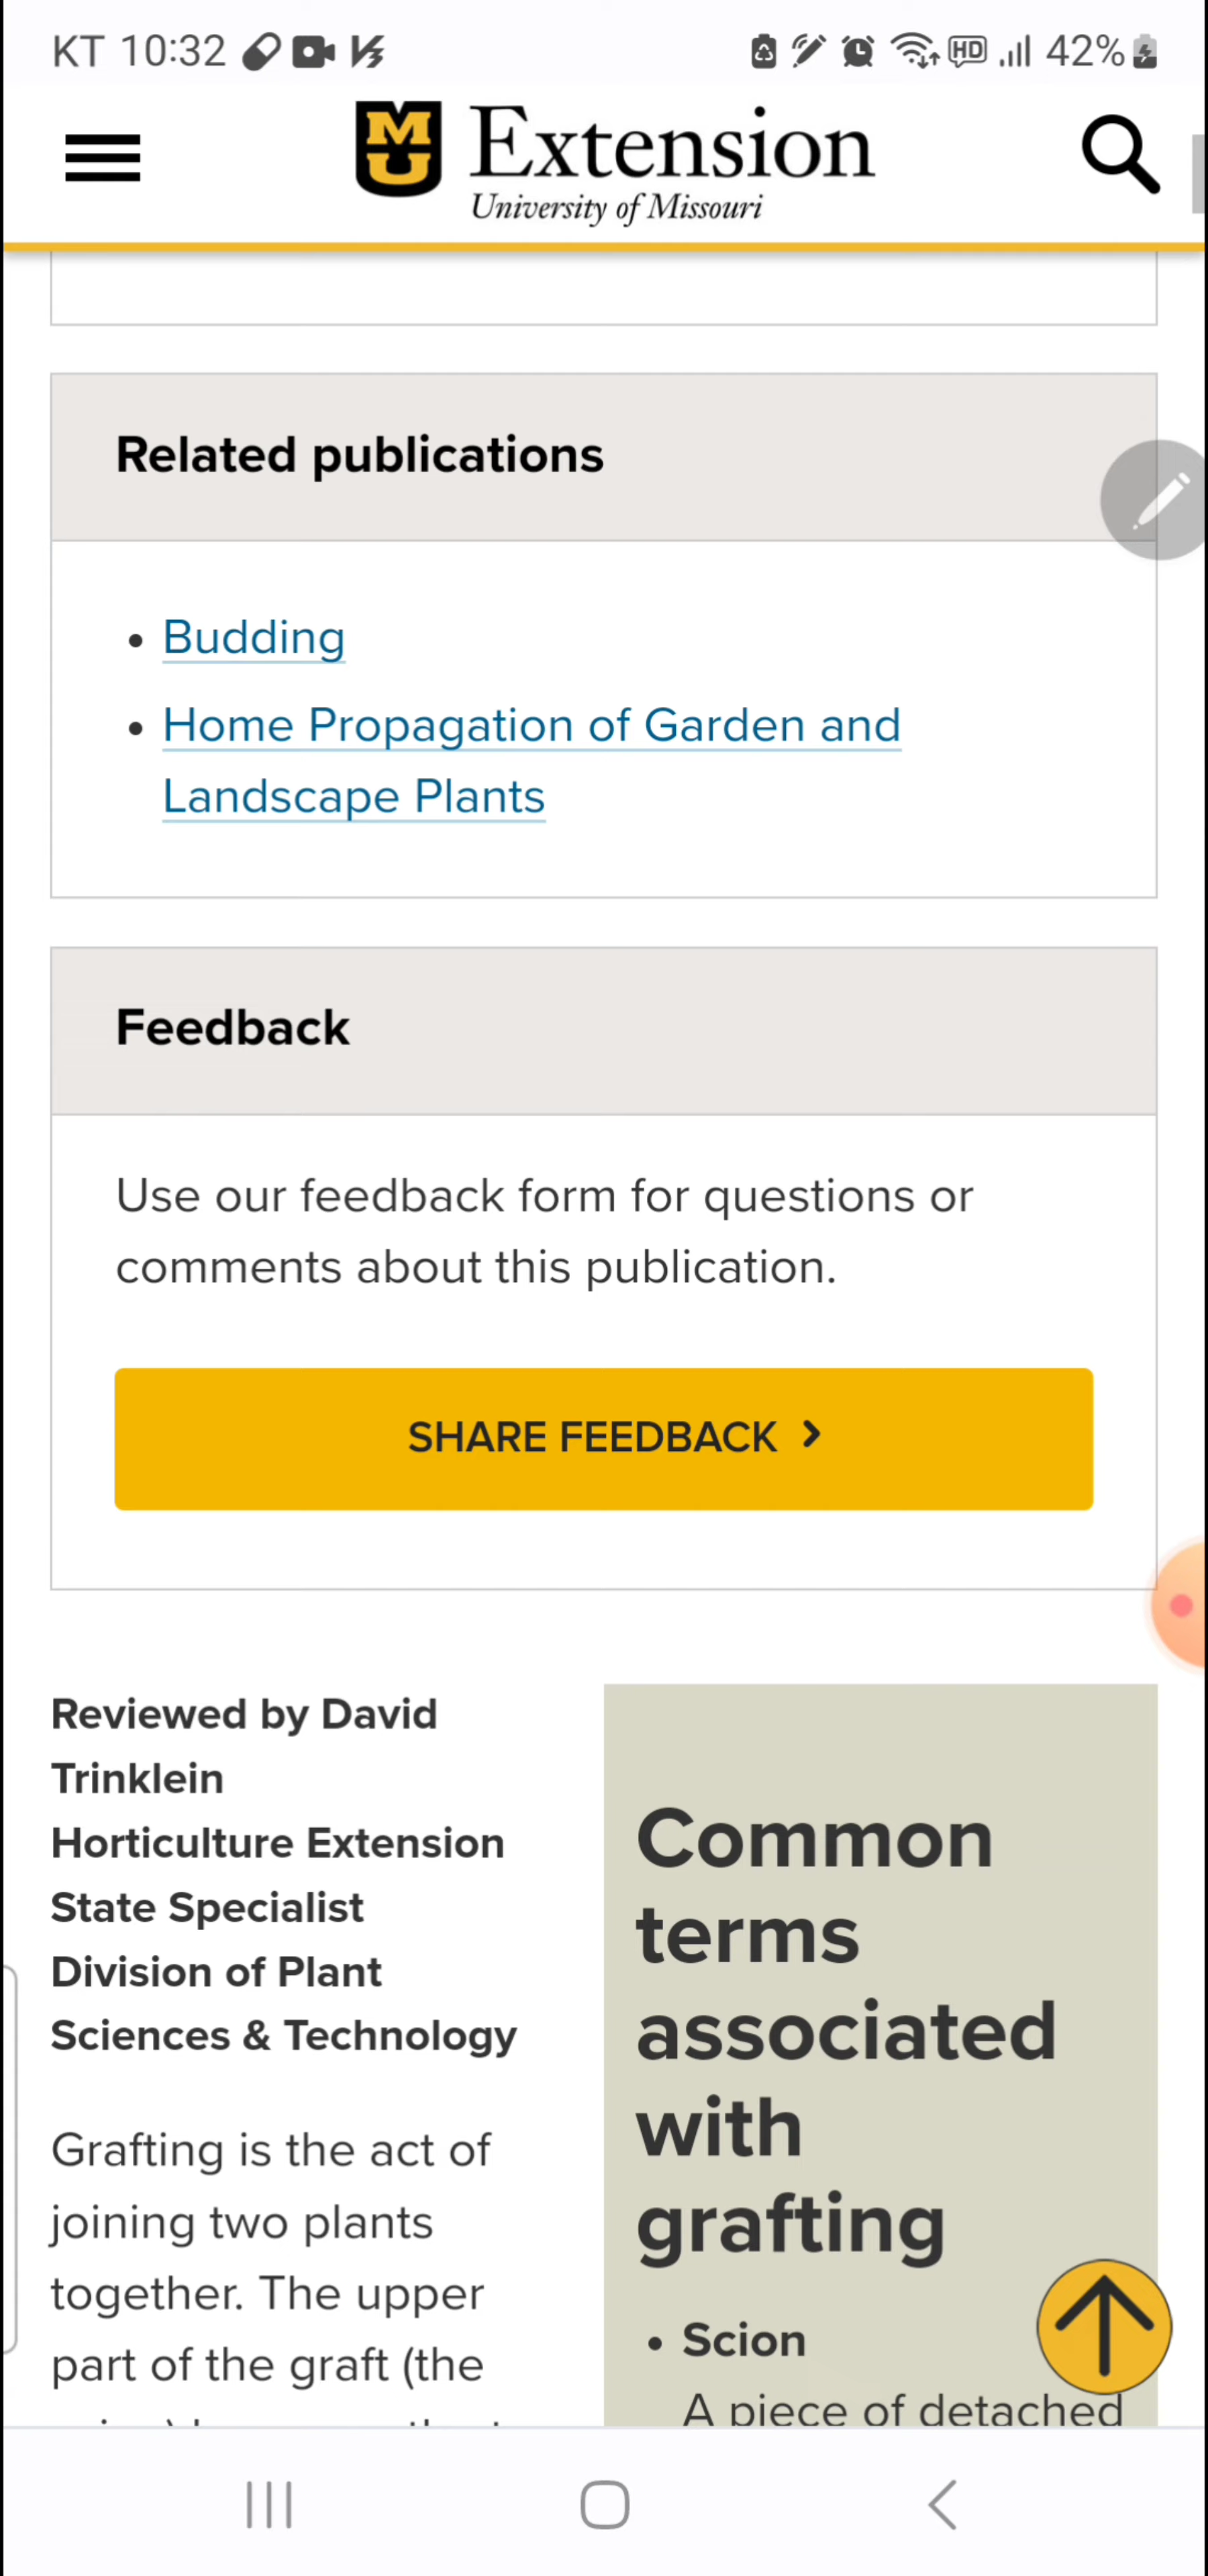 KT 10:32
HD 42%
MU Extension
University of Missouri
Related publications
• Budding
• Home Propagation of Garden and
Landscape Plants
Feedback
Use our feedback form for questions or
comments about this publication.
SHARE FEEDBACK >
Reviewed by David
Trinklein
Horticulture Extension
State Specialist
Division of Plant
Sciences & Technology
Grafting is the act of
joining two plants
together. The upper
part of the graft (the
Common
terms
associated
with
grafting
• Scion
A piece of detached